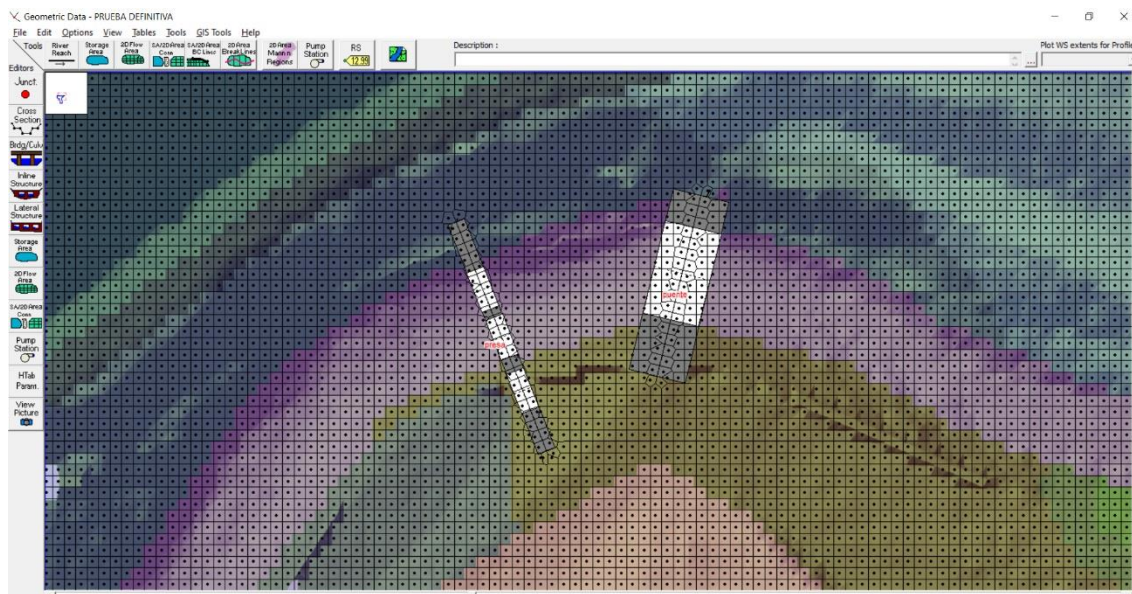 Geometric Data - PRUEBA DEFINITIVA
File Edit Options View Tables Tools GIS Tools Help
Tools
River
Reach
Storage
Area
2D Flow
Area
SA/2D Area
Conn
SA/2D Area
BC Lines
2D Area
Break Lines
2D Area
Mann n
Regions
Pump
Station
RS
Description :
Plot WS extents for Profile
Editors
Junct.
Cross
Section
Brdg/Culv
Inline
Structure
Lateral
Structure
Storage
Area
2D Flow
Area
SA/2D Area
Conn
Pump
Station
HTab
Param.
View
Picture
puente
presa